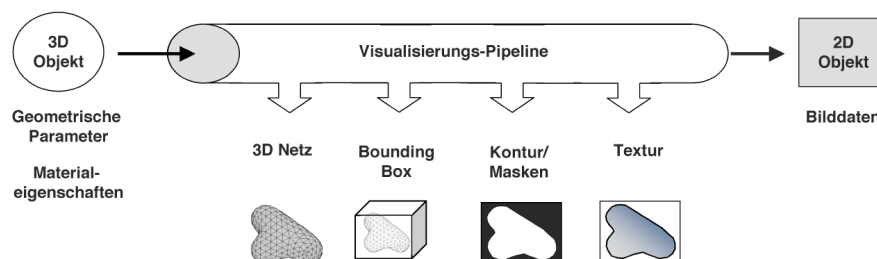 3D
Objekt
Visualisierungs-Pipeline
2D
Objekt
Geometrische
Parameter
Material-
eigenschaften
3D Netz
Bounding
Box
Kontur/
Masken
Textur
Bilddaten